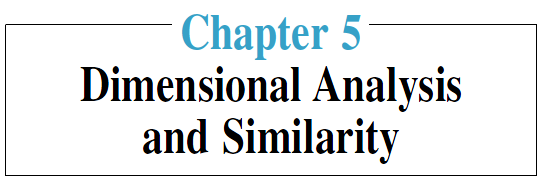 Chapter 5
Dimensional Analysis
and Similarity